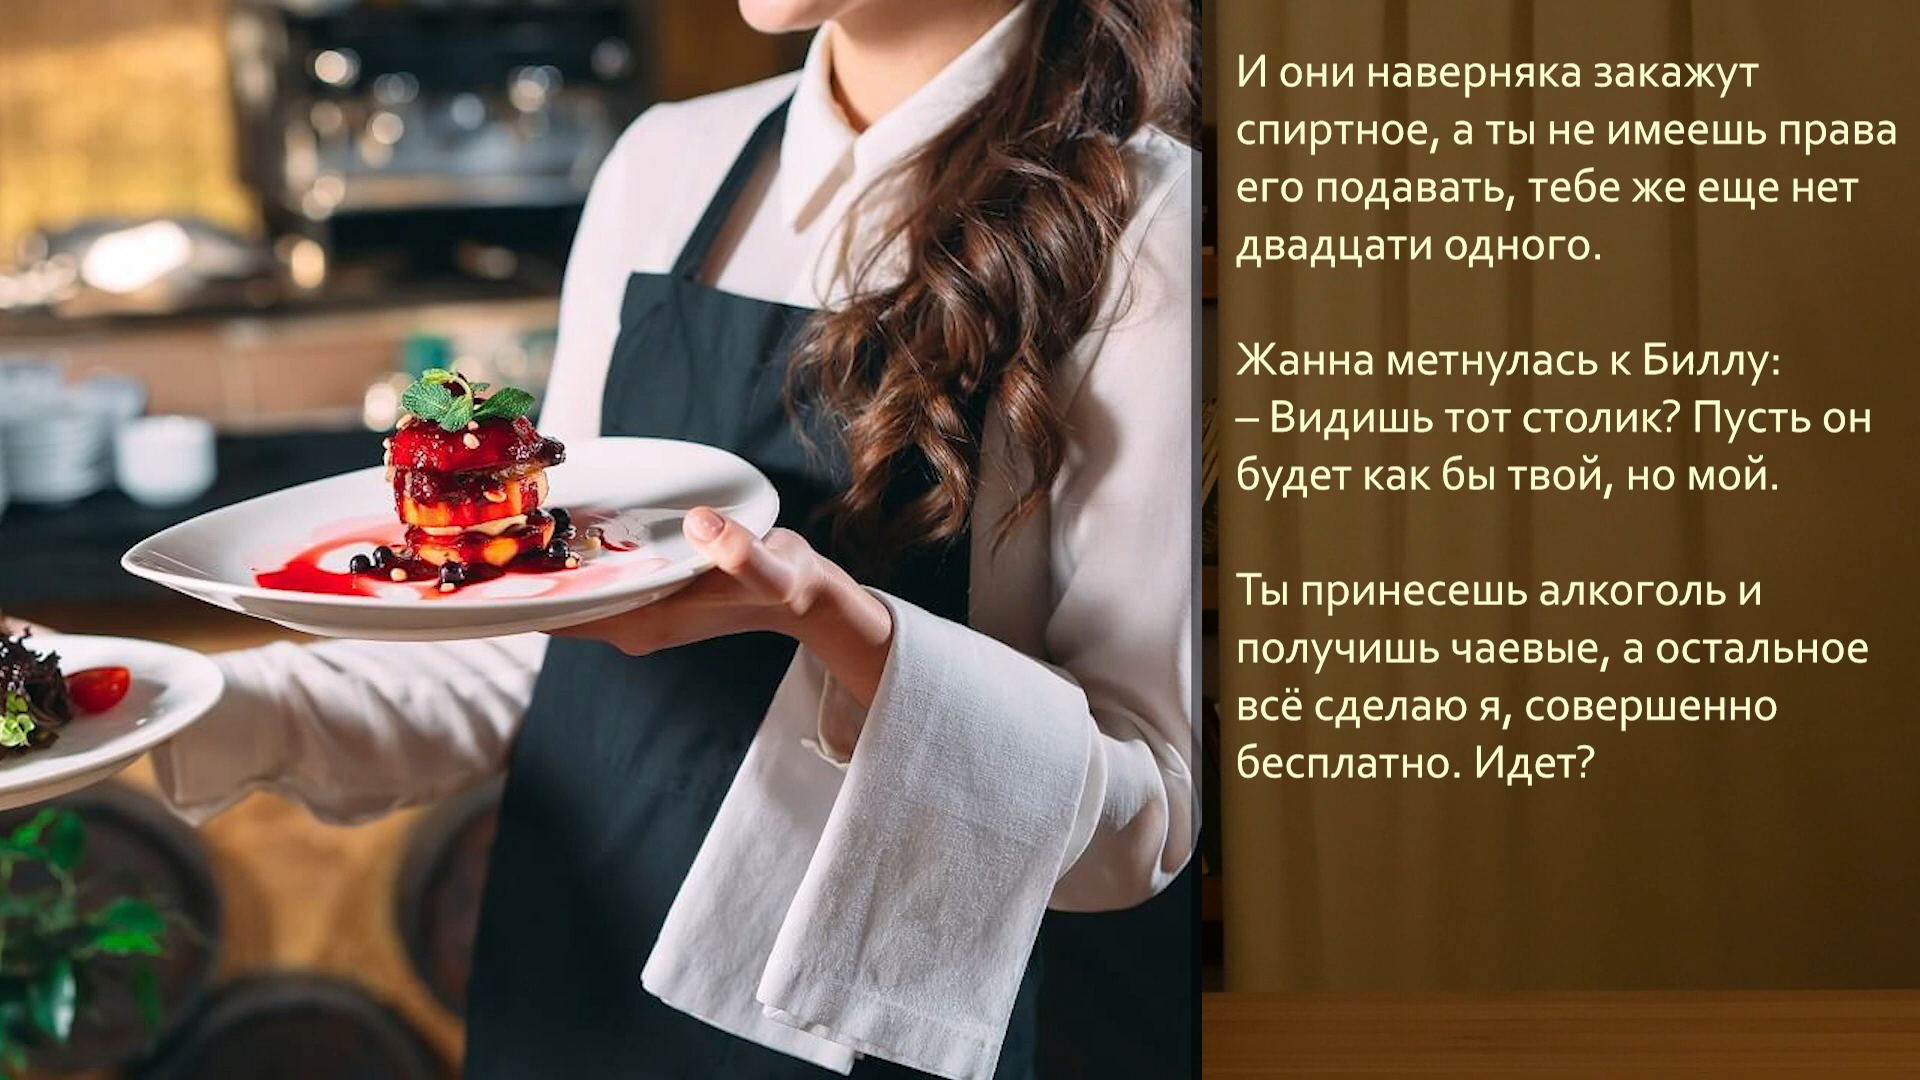 И они наверняка закажут
спиртное, а ты не имеешь права
его подавать, тебе же еще нет
двадцати одного.
Жанна метнулась к Биллу:
– Видишь тот столик? Пусть он
будет как бы твой, но мой.
Ты принесешь алкоголь и
получишь чаевые, а остальное
всё сделаю я, совершенно
бесплатно. Идет?